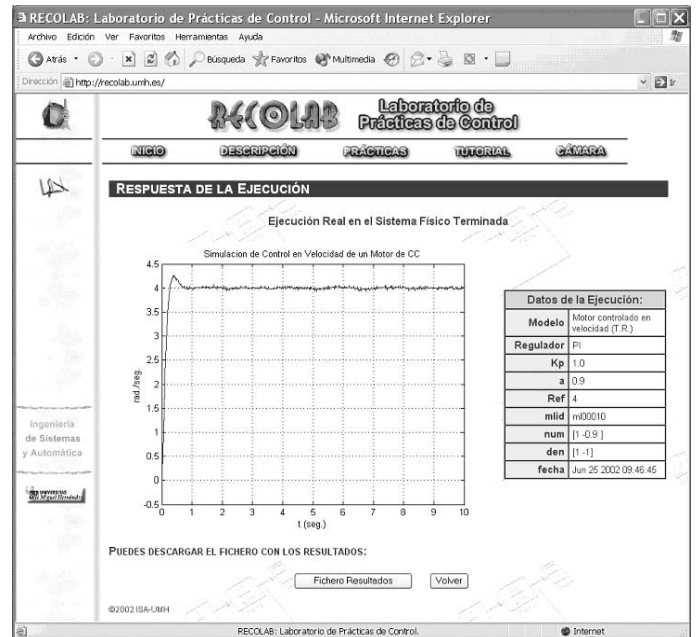 RECOLAB: Laboratorio de Prácticas de Control - Microsoft Internet Explorer
Archivo Edición Ver Favoritos Herramientas Ayuda
Atrás Búsqueda Favoritos Multimedia
Dirección http://recolab.umh.es/ Ir
RECOLAB Laboratorio de
Prácticas de Control
INICIO DESCRIPCIÓN PRÁCTICAS TUTORIAL CÁMARA
RESPUESTA DE LA EJECUCIÓN
Ejecución Real en el Sistema Físico Terminada
Simulacion de Control en Velocidad de un Motor de CC
4.5
4
3.5
3
2.5
2
1.5
1
0.5
0
-0.5
rad./seg.
0 1 2 3 4 5 6 7 8 9 10
t (seg.)
Datos de la Ejecución:
Modelo Motor controlado en
velocidad (T.R.)
Regulador PI
Kp 1.0
a 0.9
Ref 4
mlid ml00010
num [1 -0.9 ]
den [1 -1]
fecha Jun 25 2002 09:46:45
Ingeniería
de Sistemas
y Automática
UNIVERSITAS
Miguel Hernández
PUEDES DESCARGAR EL FICHERO CON LOS RESULTADOS:
Fichero Resultados Volver
©2002 ISA-UMH
RECOLAB: Laboratorio de Prácticas de Control. Internet